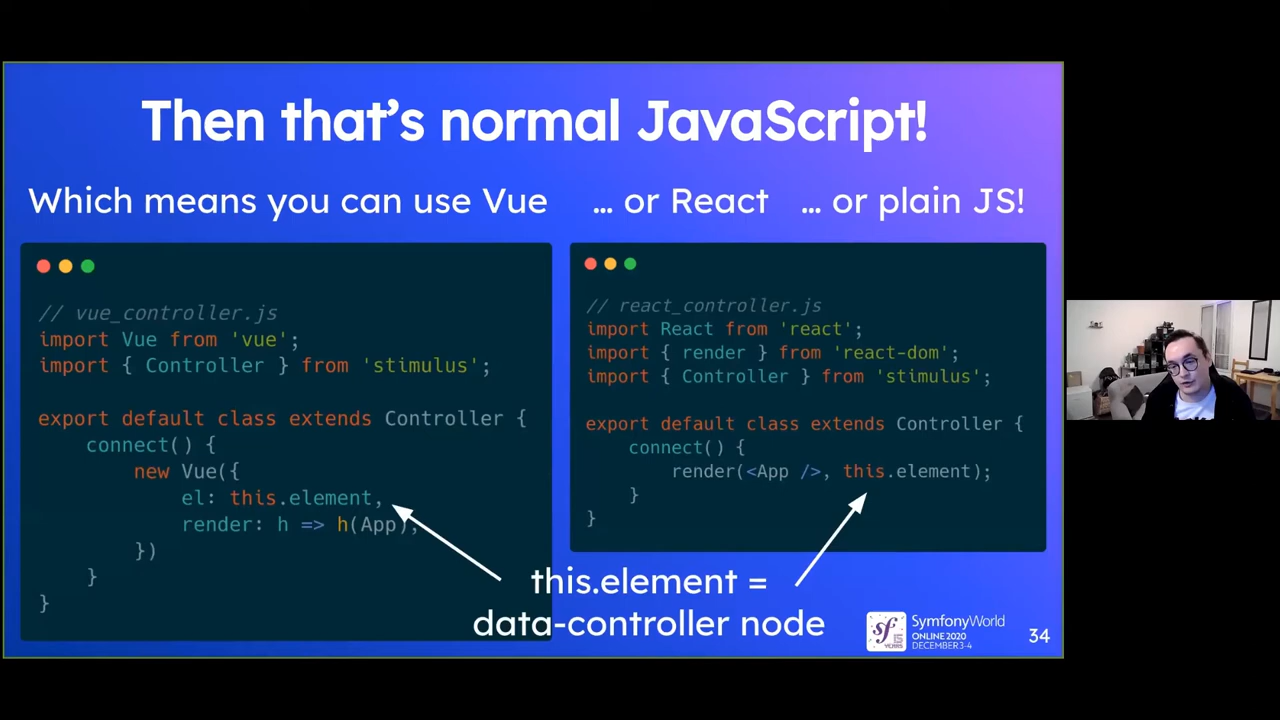 Then that's normal JavaScript!
Which means you can use Vue
... or React
... or plain JS!
// vue_controller.js
import Vue from 'vue';
import { Controller } from 'stimulus';
export default class extends Controller {
    connect() {
        new Vue({
            el: this.element,
            render: h => h(App),
        })
    }
}
// react_controller.js
import React from 'react';
import { render } from 'react-dom';
import { Controller } from 'stimulus';
export default class extends Controller {
    connect() {
        render(<App />, this.element);
    }
}
this.element =
data-controller node
sf
15
YEARS
SymfonyWorld
ONLINE 2020
DECEMBER 3-4
34